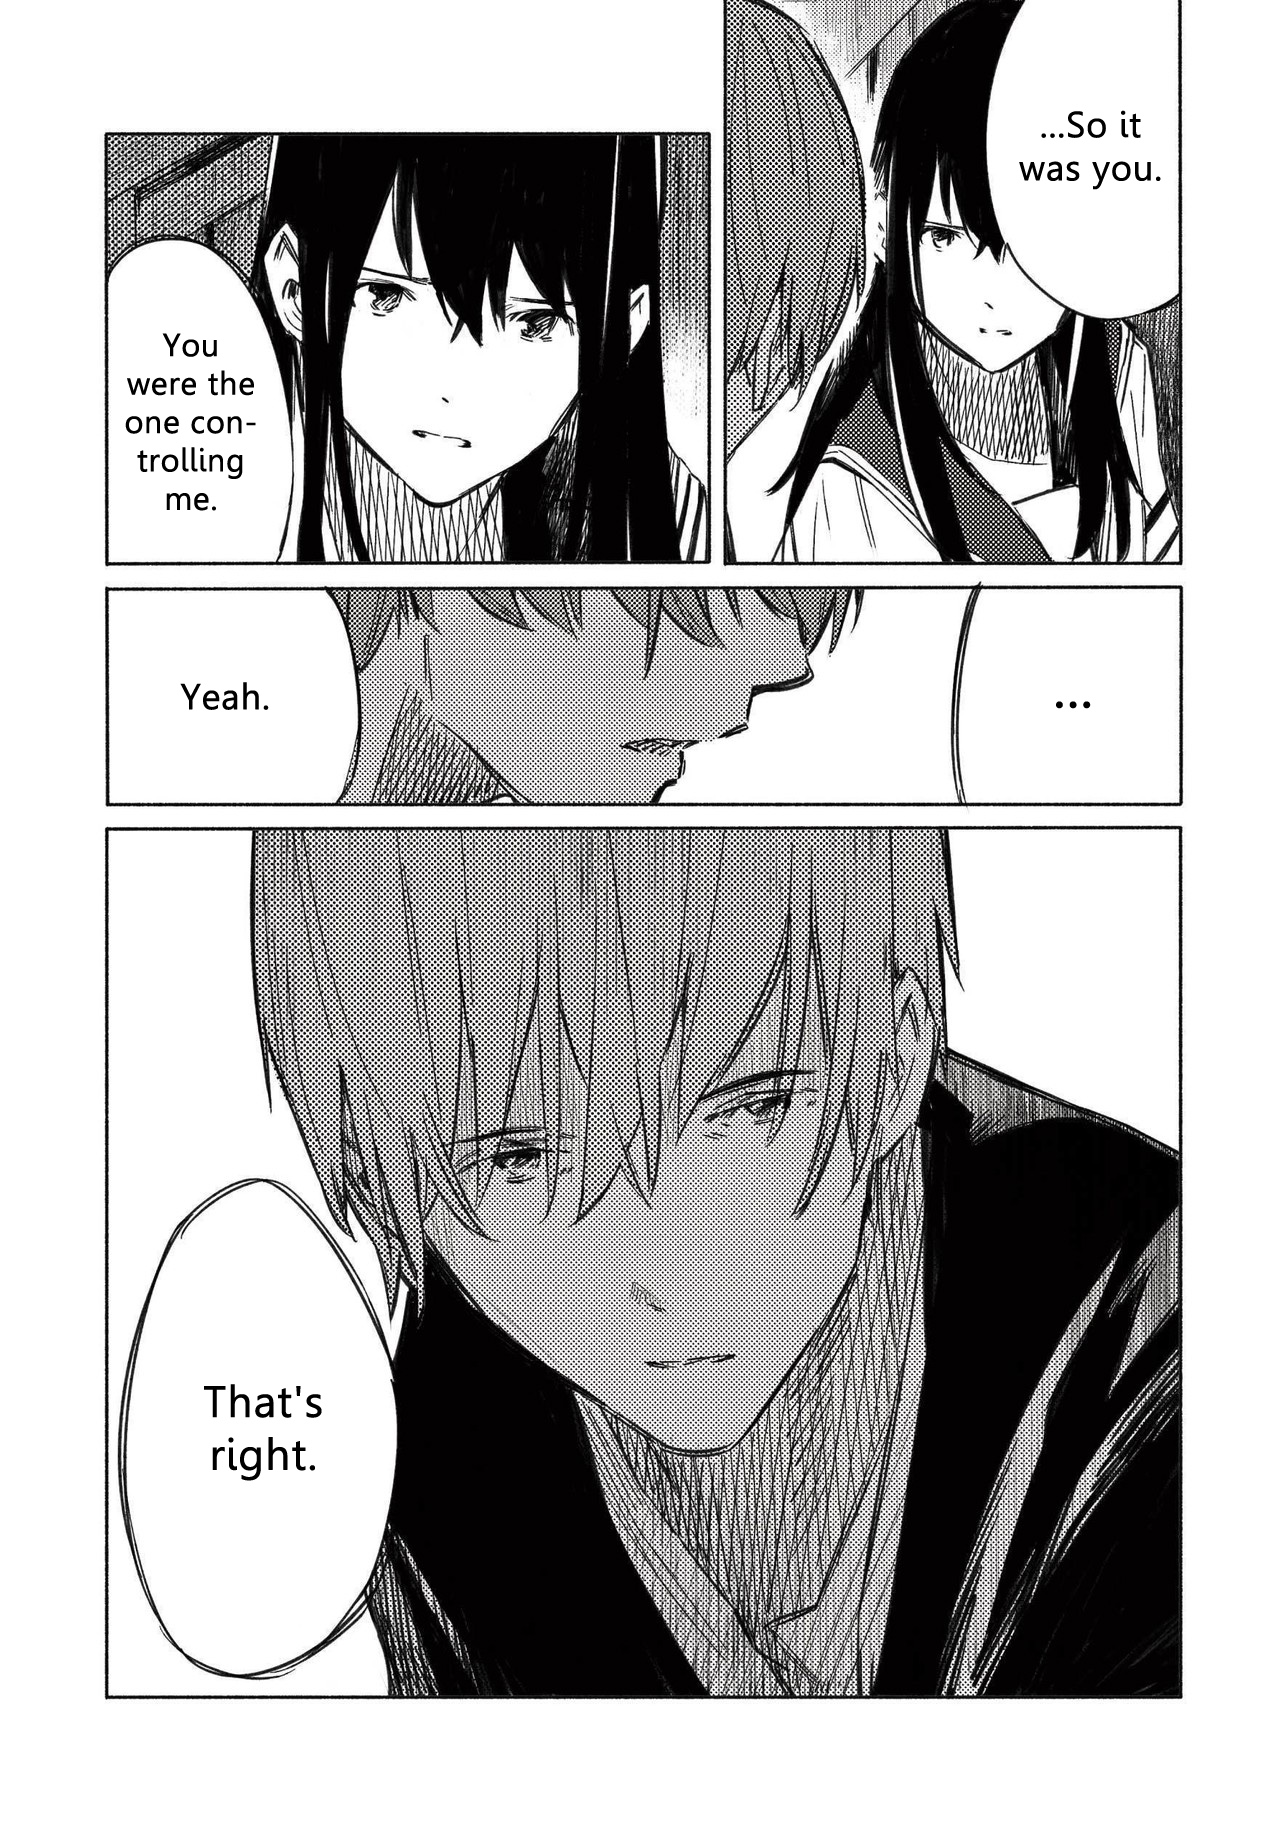 ...So it
was you.
You
were the
one con-
trolling
me.
...
Yeah.
That's
right.